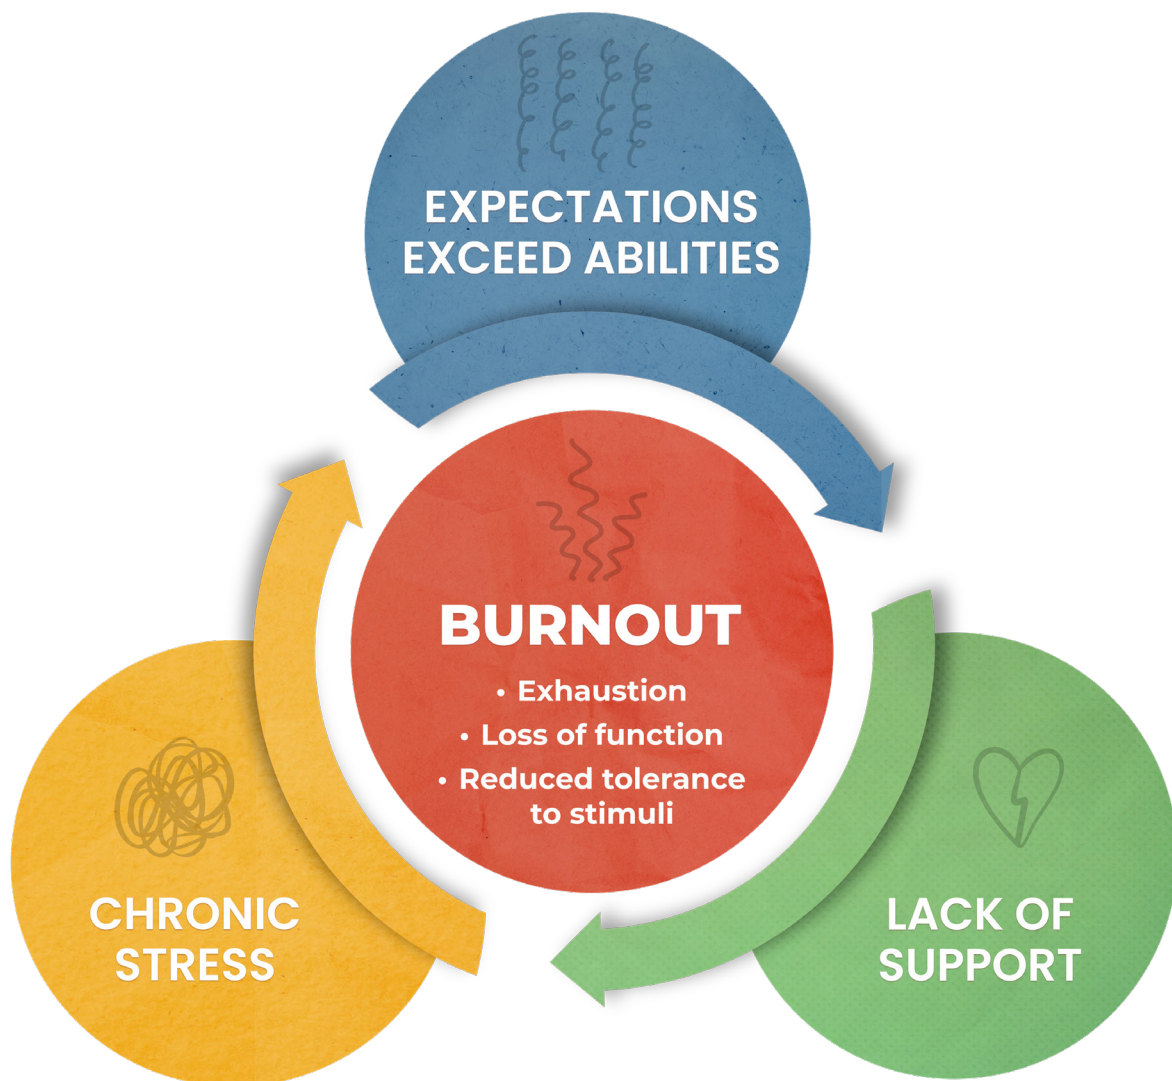 EXPECTATIONS
EXCEED ABILITIES
BURNOUT
• Exhaustion
• Loss of function
• Reduced tolerance
to stimuli
CHRONIC
STRESS
LACK OF
SUPPORT